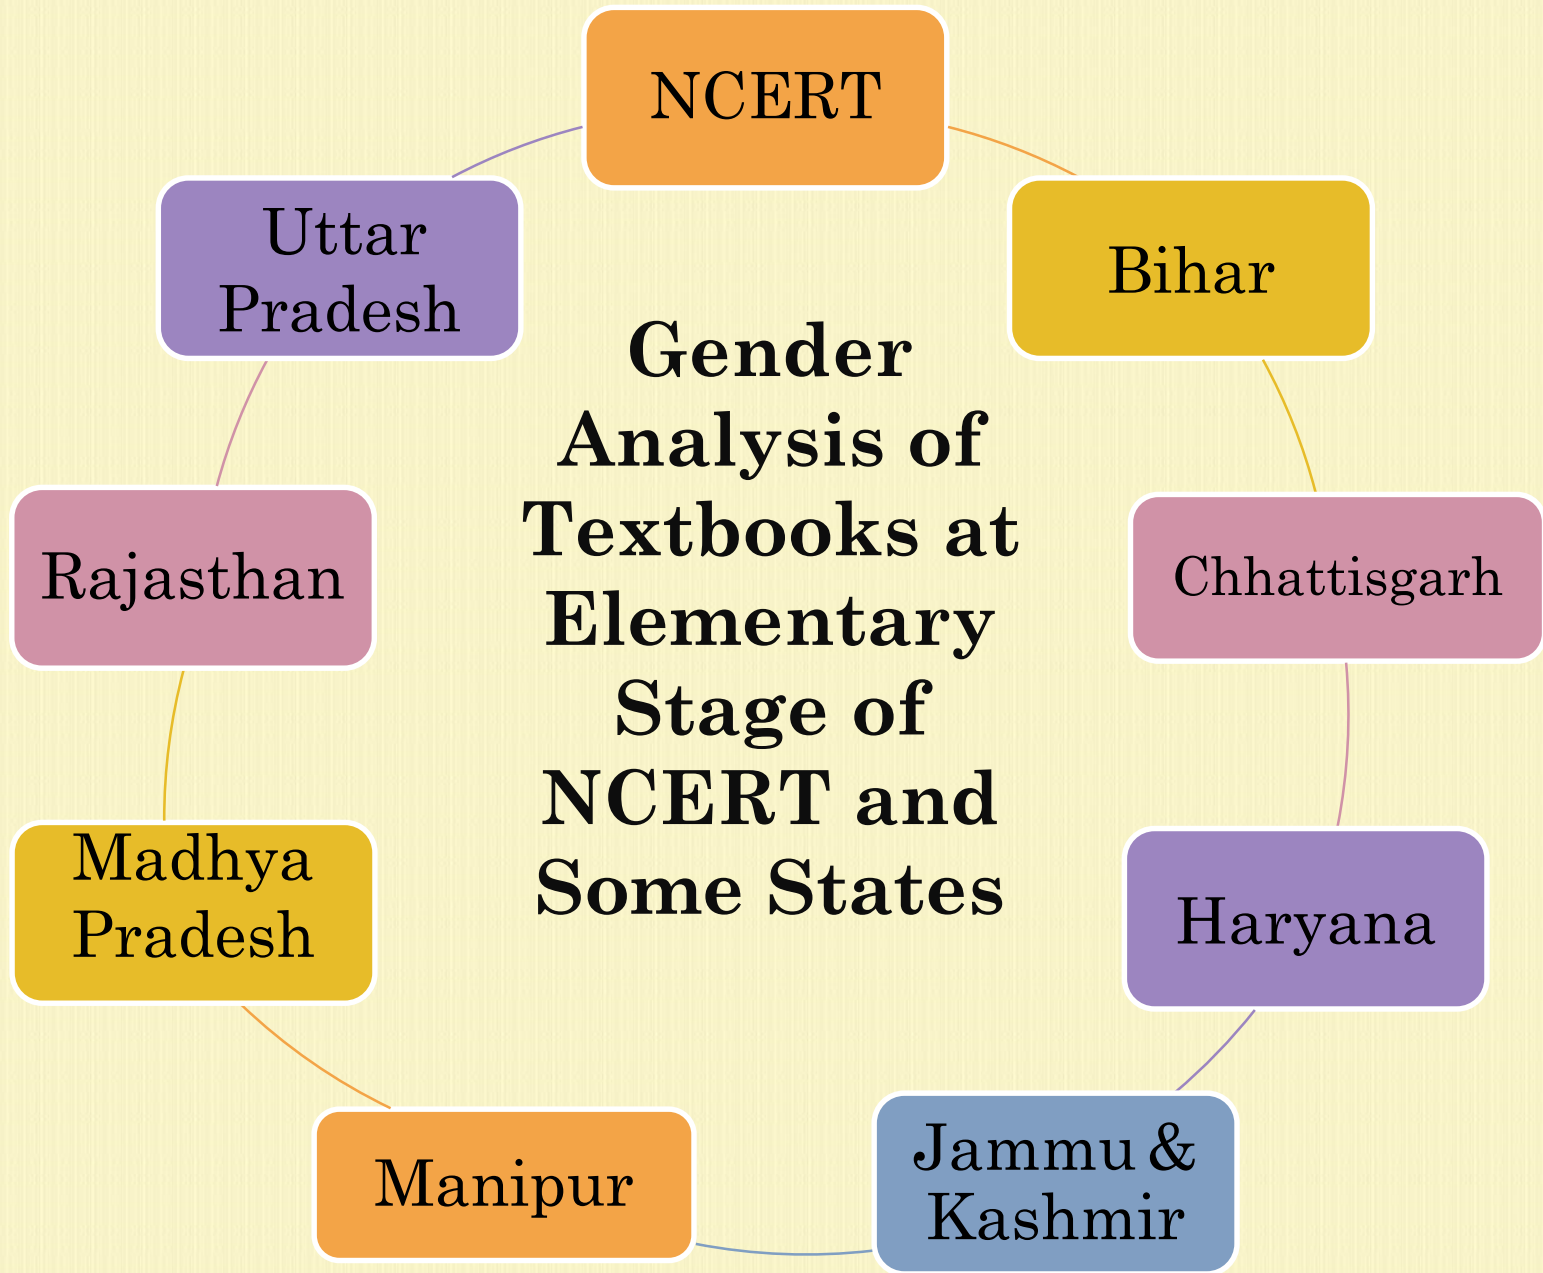 NCERT
Bihar
Chhattisgarh
Haryana
Jammu &
Kashmir
Manipur
Madhya
Pradesh
Rajasthan
Uttar
Pradesh
Gender
Analysis of
Textbooks at
Elementary
Stage of
NCERT and
Some States